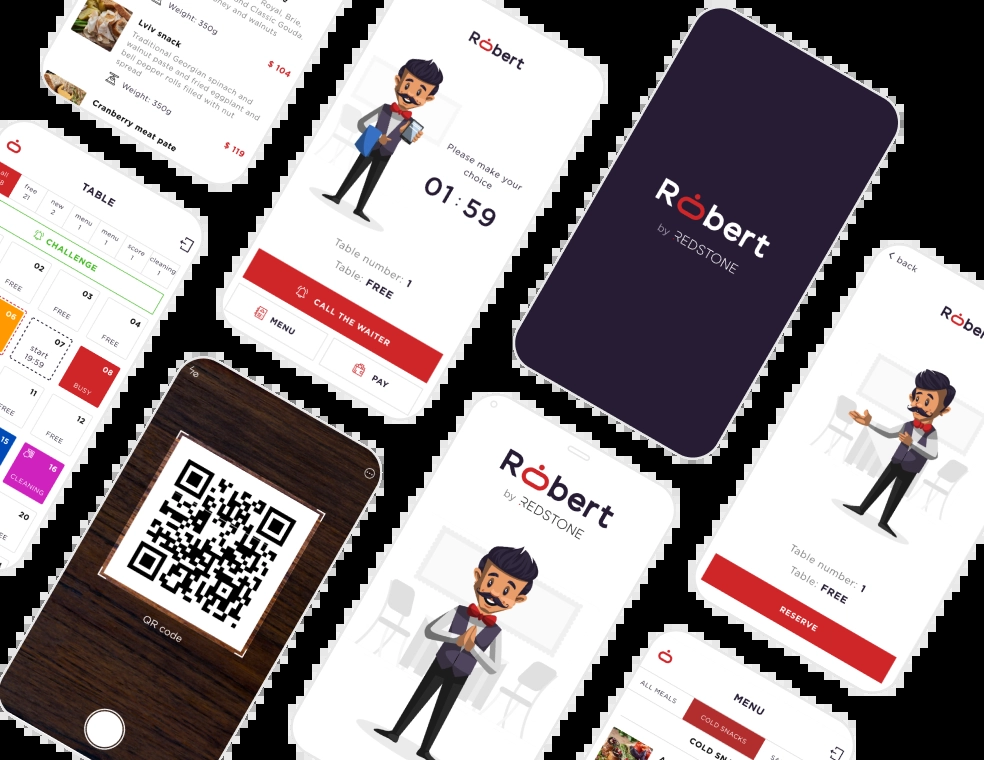 Royal, Brie,
and Classic Gouda,
honey and walnuts
Weight: 350g
Lviv snack
Traditional Georgian spinach and
walnut paste and fried eggplant and
bell pepper rolls filled with nut
spread
$ 104
Weight: 350g
Cranberry meat pate
$ 119
TABLE
all
free
21
new
2
menu
1
menu
1
score
1
cleaning
1
CHALLENGE
02
FREE
03
FREE
04
FREE
06
07
start
19:59
08
BUSY
FREE
11
FREE
12
FREE
15
16
CLEANING
20
Robert
Please make your
choice
01:59
Table number: 1
Table: FREE
CALL THE WAITER
MENU
PAY
Robert
by REDSTONE
QR code
Robert
by REDSTONE
back
Table number: 1
Table: FREE
RESERVE
MENU
ALL MEALS
COLD SNACKS